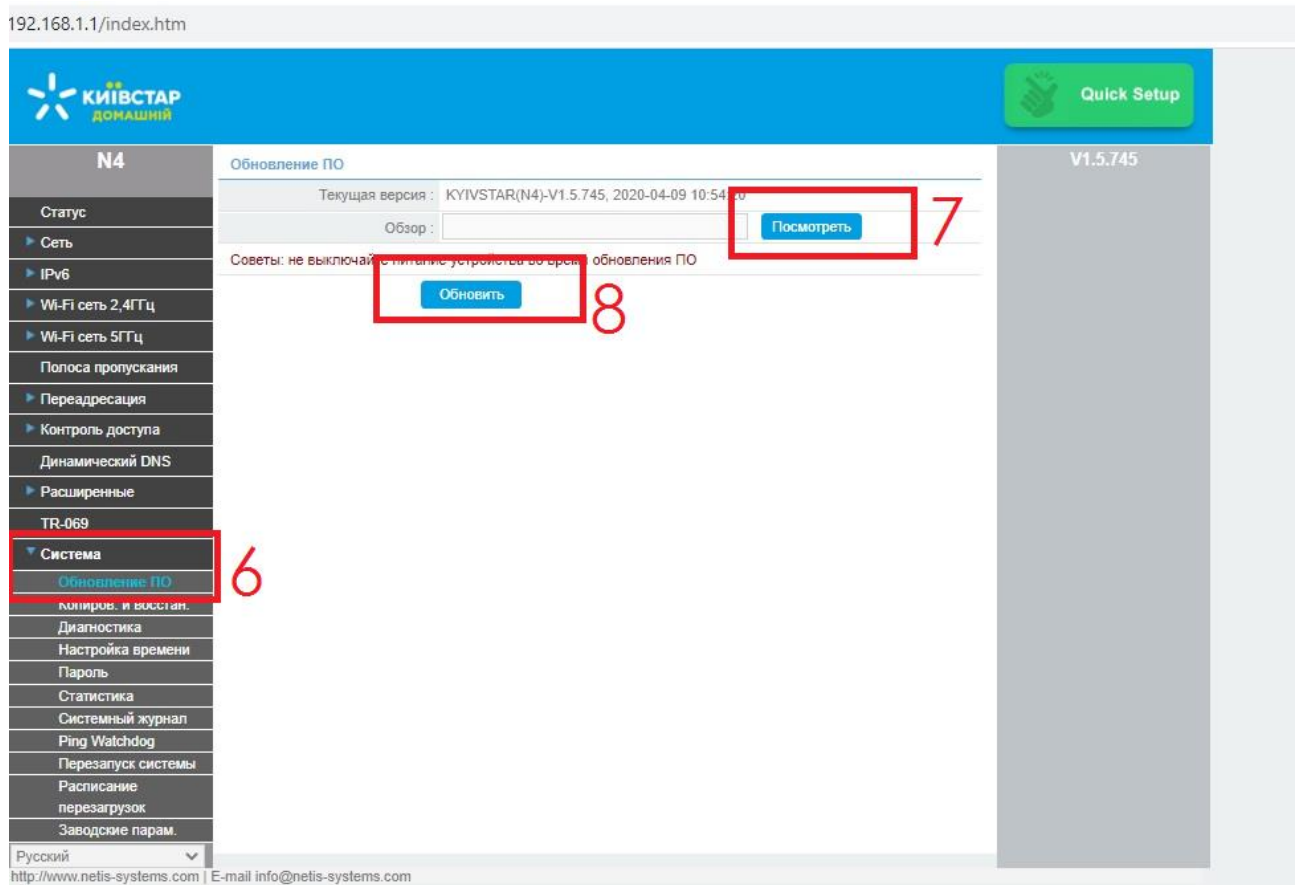 192.168.1.1/index.htm
КИЇВСТАР
ДОМАШНІЙ
Quick Setup
N4
V1.5.745
Обновление ПО
Текущая версия : KYIVSTAR(N4)-V1.5.745, 2020-04-09 10:54:20
Обзор :
Посмотреть
7
Советы: не выключайте питание устройства во время обновления ПО
Обновить
8
Статус
Сеть
IPv6
Wi-Fi сеть 2,4ГГц
Wi-Fi сеть 5ГГц
Полоса пропускания
Переадресация
Контроль доступа
Динамический DNS
Расширенные
TR-069
Система
6
Обновление ПО
Копиров. и восстан.
Диагностика
Настройка времени
Пароль
Статистика
Системный журнал
Ping Watchdog
Перезапуск системы
Расписание
перезагрузок
Заводские парам.
Русский
http://www.netis-systems.com | E-mail info@netis-systems.com